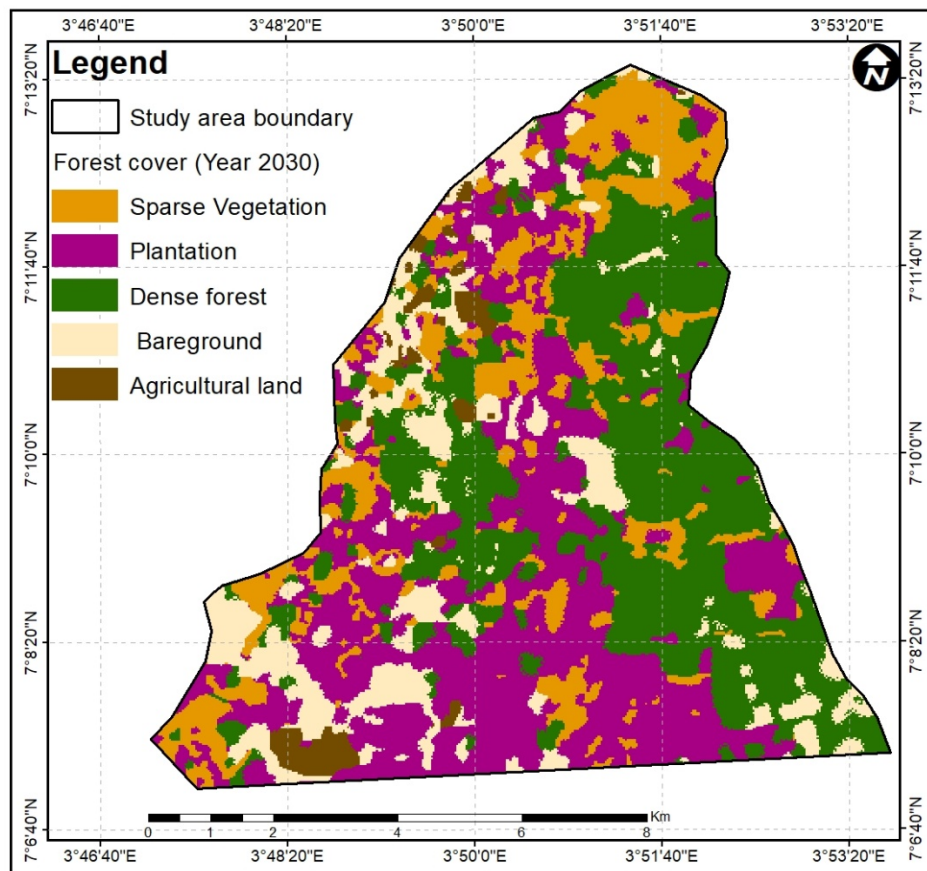 3°46'40"E 3°48'20"E 3°50'0"E 3°51'40"E 3°53'20"E
Legend
N
Study area boundary
Forest cover (Year 2030)
Sparse Vegetation
Plantation
Dense forest
Bareground
Agricultural land
7°13'20"N 7°13'20"N
7°11'40"N 7°11'40"N
7°10'0"N 7°10'0"N
7°8'20"N 7°8'20"N
7°6'40"N 7°6'40"N
Km
0 1 2 4 6 8
3°46'40"E 3°48'20"E 3°50'0"E 3°51'40"E 3°53'20"E